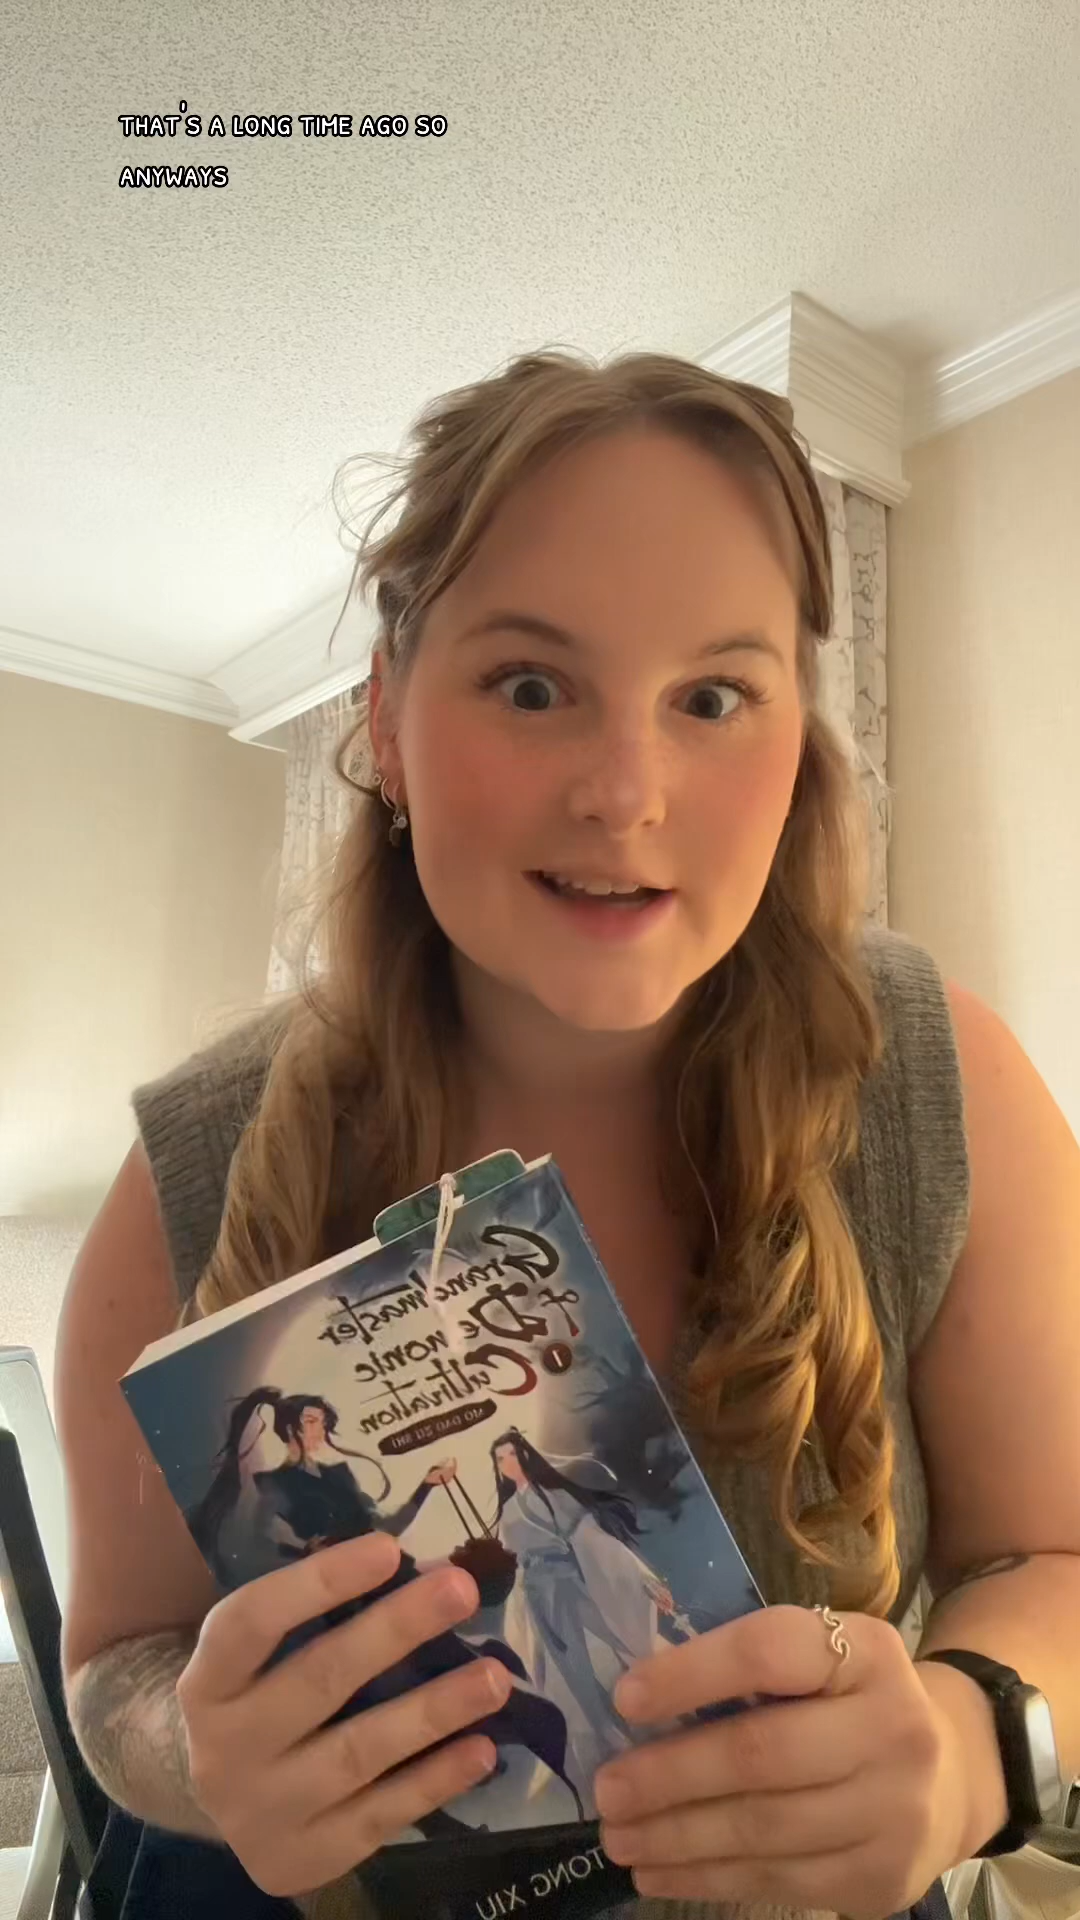 THAT'S A LONG TIME AGO SO
ANYWAYS
Grandmaster
of Demonic
Cultivation
1
MO DAO ZU SHI
TONG XIU